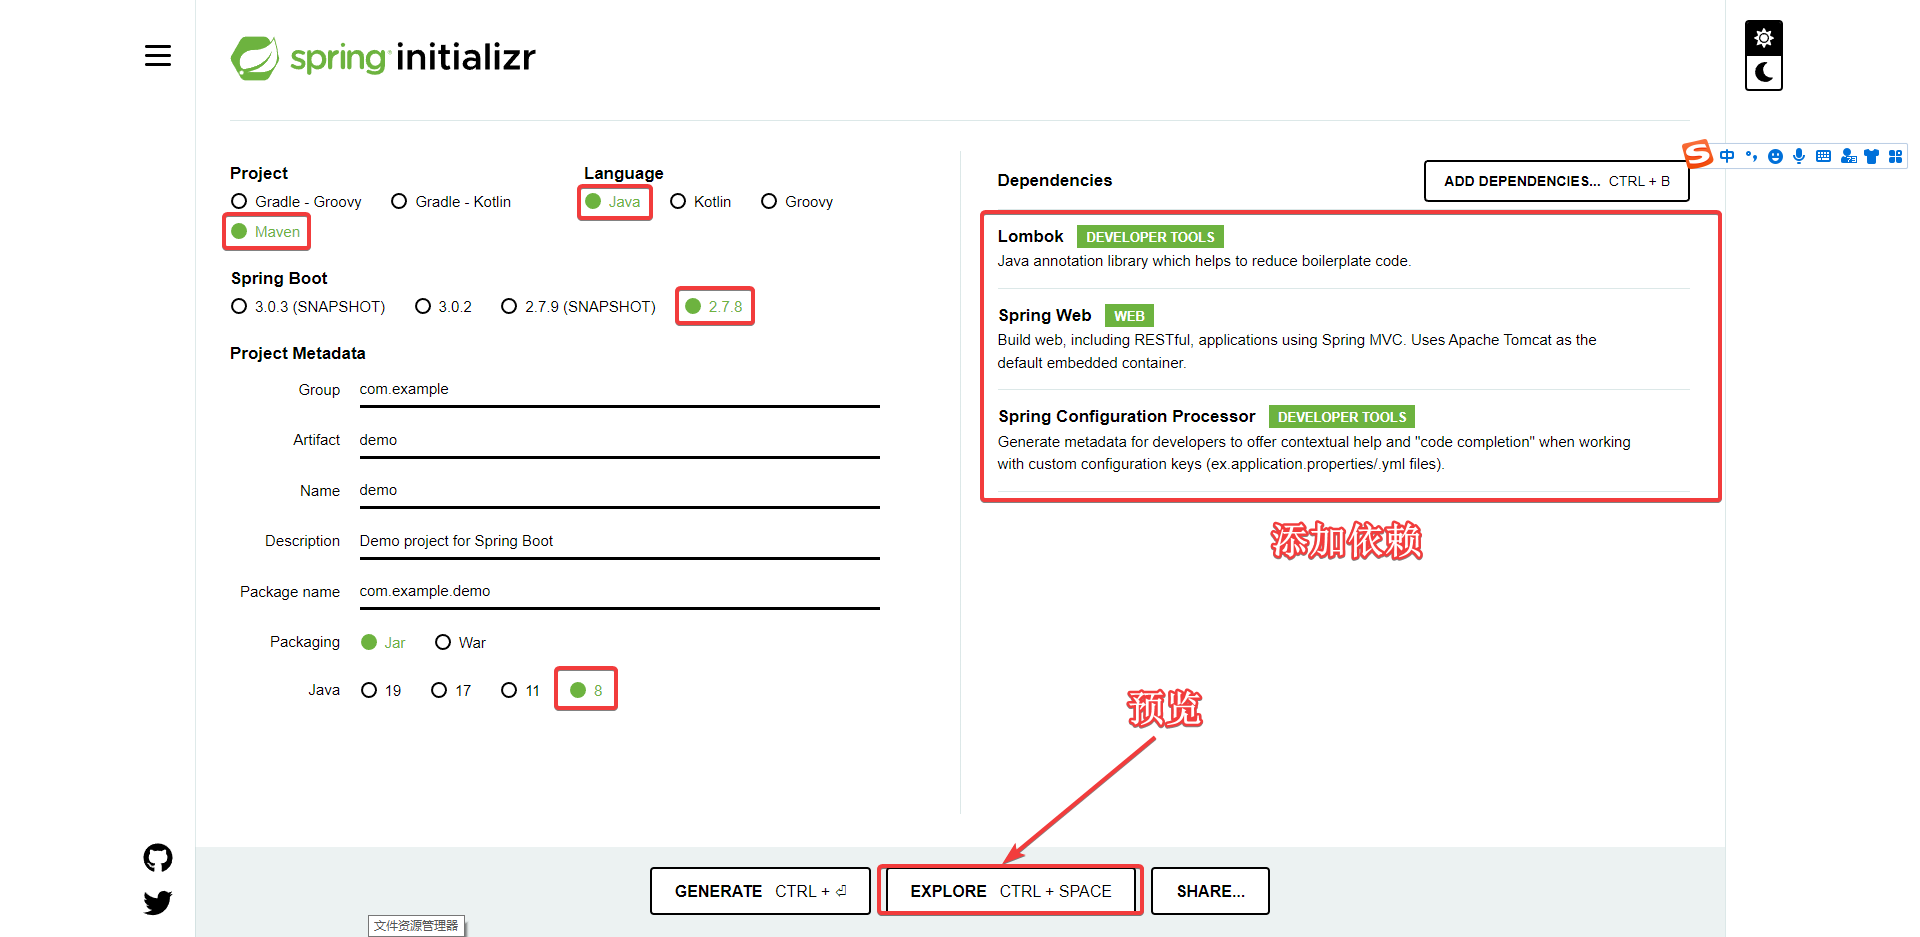 spring initializr
Project
Gradle - Groovy
Gradle - Kotlin
Maven
Language
Java
Kotlin
Groovy
Spring Boot
3.0.3 (SNAPSHOT)
3.0.2
2.7.9 (SNAPSHOT)
2.7.8
Project Metadata
Group
com.example
Artifact
demo
Name
demo
Description
Demo project for Spring Boot
Package name
com.example.demo
Packaging
Jar
War
Java
19
17
11
8
Dependencies
ADD DEPENDENCIES... CTRL + B
S
中
Lombok DEVELOPER TOOLS
Java annotation library which helps to reduce boilerplate code.
Spring Web WEB
Build web, including RESTful, applications using Spring MVC. Uses Apache Tomcat as the
default embedded container.
Spring Configuration Processor DEVELOPER TOOLS
Generate metadata for developers to offer contextual help and "code completion" when working
with custom configuration keys (ex.application.properties/.yml files).
添加依赖
预览
GENERATE CTRL + ⏎
EXPLORE CTRL + SPACE
SHARE...
文件资源管理器